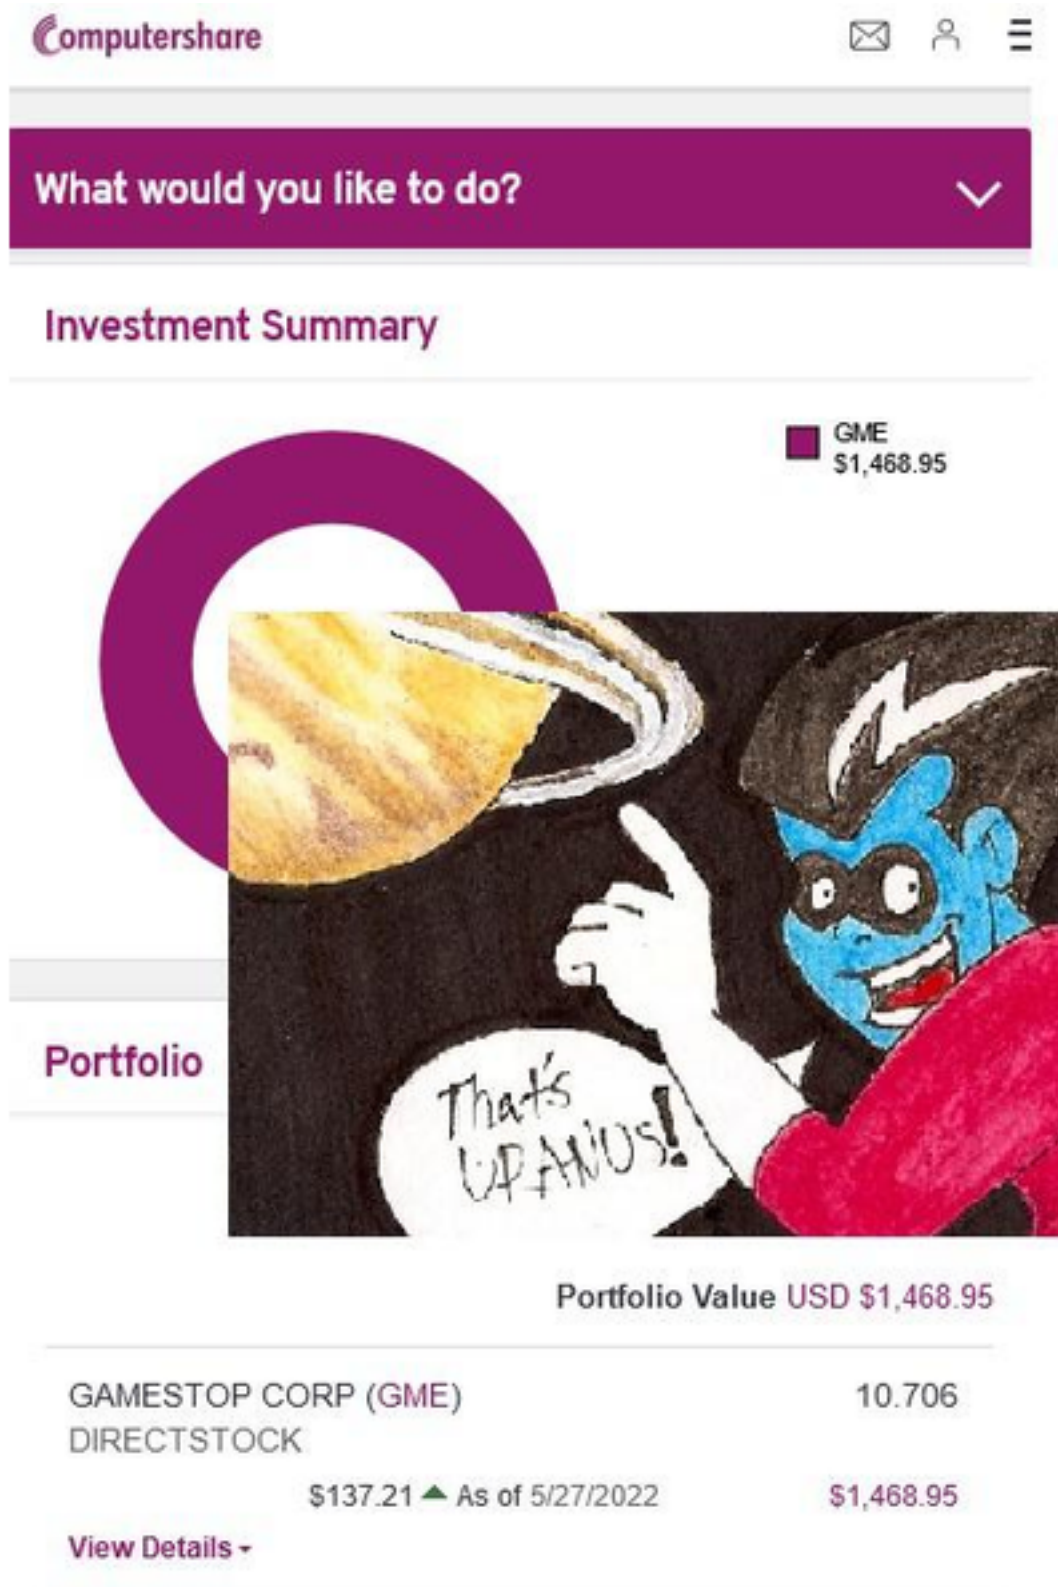 Computershare
What would you like to do?
Investment Summary
GME
$1,468.95
That's
URANUS!
Portfolio
Portfolio Value USD $1,468.95
GAMESTOP CORP (GME)
10.706
DIRECTSTOCK
$137.21 As of 5/27/2022
$1,468.95
View Details